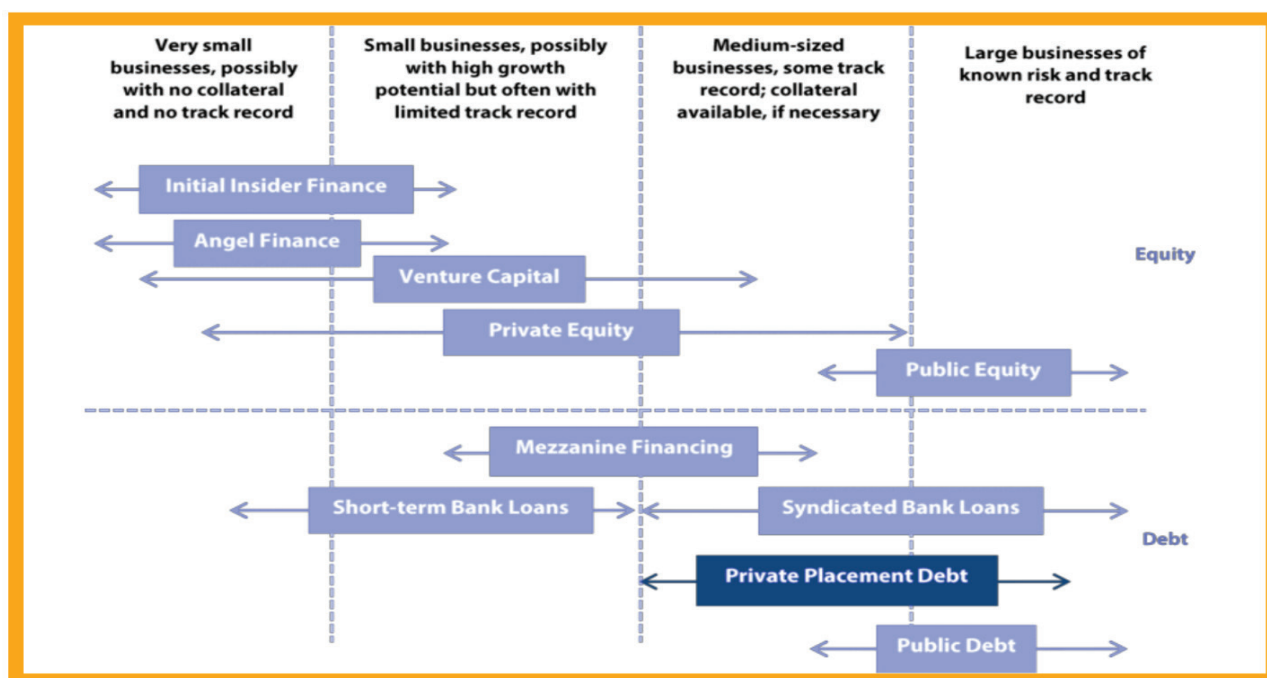 Very small
businesses, possibly
with no collateral
and no track record
Small businesses, possibly
with high growth
potential but often with
limited track record
Medium-sized
businesses, some track
record; collateral
available, if necessary
Large businesses of
known risk and track
record
Initial Insider Finance
Angel Finance
Equity
Venture Capital
Private Equity
Public Equity
Mezzanine Financing
Short-term Bank Loans
Syndicated Bank Loans
Debt
Private Placement Debt
Public Debt